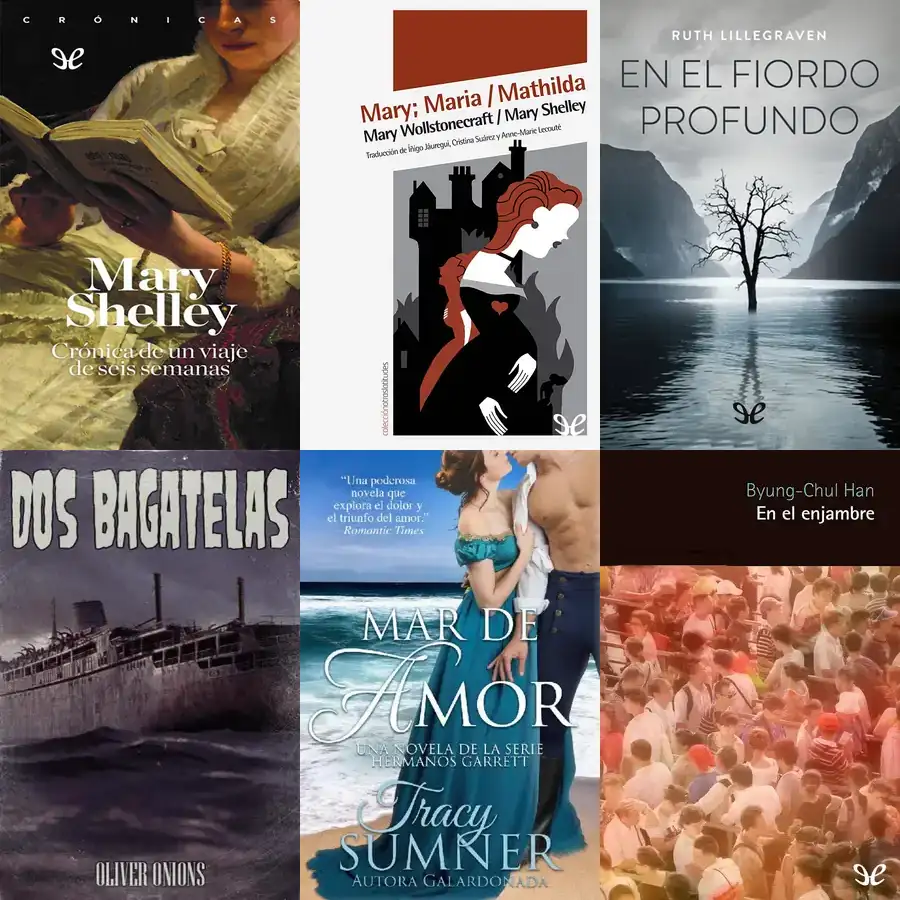 CRÓNICAS
Mary
Shelley
Crónica de un viaje
de seis semanas
Mary; Maria / Mathilda
Mary Wollstonecraft / Mary Shelley
Traducción de Íñigo Jáuregui, Cristina Suárez y Anne-Marie Lecouté
colecciónotraslatitudes
RUTH LILLEGRAVEN
EN EL FIORDO
PROFUNDO
DOS BAGATELAS
OLIVER ONIONS
“Una poderosa
novela que
explora el dolor y
el triunfo del amor.”
Romantic Times
MAR DE
AMOR
UNA NOVELA DE LA SERIE
HERMANOS GARRETT
Tracy
SUMNER
AUTORA GALARDONADA
Byung-Chul Han
En el enjambre